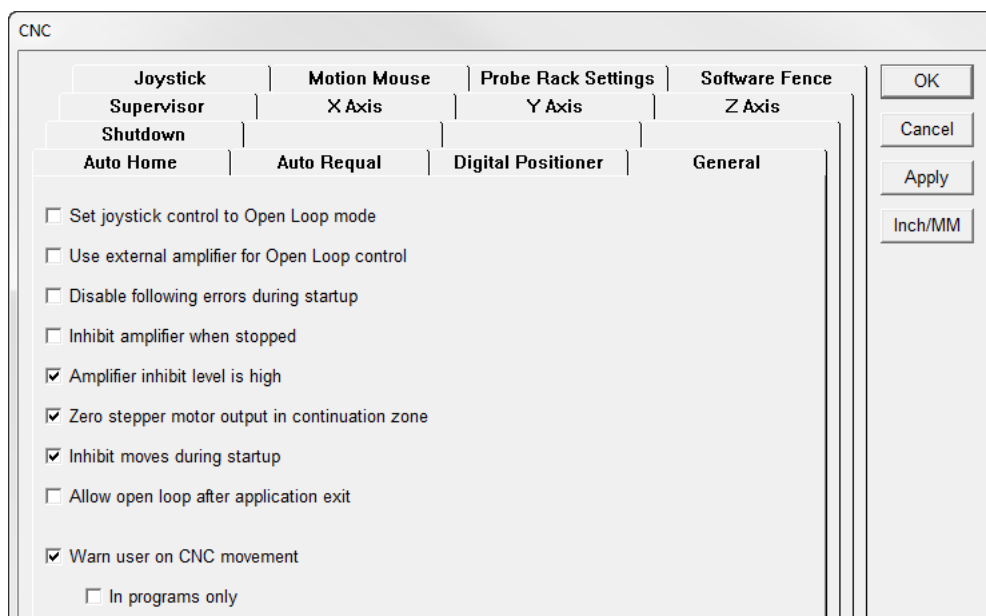 CNC
Joystick Motion Mouse Probe Rack Settings Software Fence
Supervisor X Axis Y Axis Z Axis
Shutdown
Auto Home Auto Requal Digital Positioner General
OK
Cancel
Apply
Inch/MM
Set joystick control to Open Loop mode
Use external amplifier for Open Loop control
Disable following errors during startup
Inhibit amplifier when stopped
Amplifier inhibit level is high
Zero stepper motor output in continuation zone
Inhibit moves during startup
Allow open loop after application exit
Warn user on CNC movement
In programs only